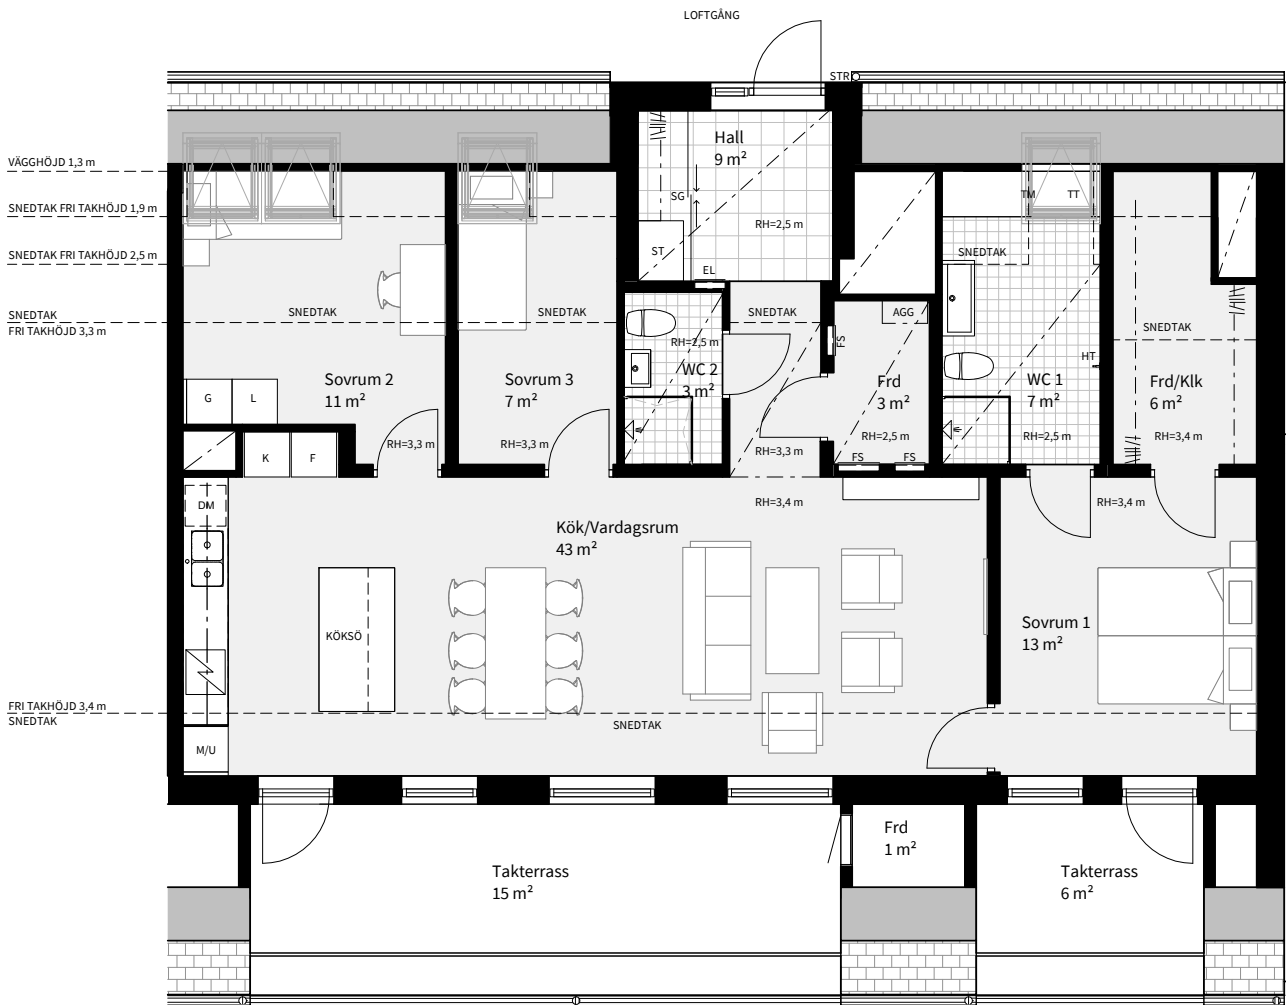 LOFTGÅNG
STR
VÄGGHÖJD 1,3 m
Hall
9 m²
SNEDTAK FRI TAKHÖJD 1,9 m
SG
TM
TT
RH=2,5 m
SNEDTAK FRI TAKHÖJD 2,5 m
ST
SNEDTAK
EL
SNEDTAK
FRI TAKHÖJD 3,3 m
SNEDTAK
SNEDTAK
SNEDTAK
AGG
SNEDTAK
RH=2,5 m
FS
HT
Sovrum 2
11 m²
Sovrum 3
7 m²
WC 2
3 m²
Frd
3 m²
WC 1
7 m²
Frd/Klk
6 m²
G
L
RH=3,3 m
RH=3,3 m
RH=3,3 m
RH=2,5 m
RH=2,5 m
RH=3,4 m
K
F
FS
FS
DM
RH=3,4 m
RH=3,4 m
Kök/Vardagsrum
43 m²
KÖKSÖ
Sovrum 1
13 m²
FRI TAKHÖJD 3,4 m
SNEDTAK
SNEDTAK
M/U
Frd
1 m²
Takterrass
15 m²
Takterrass
6 m²